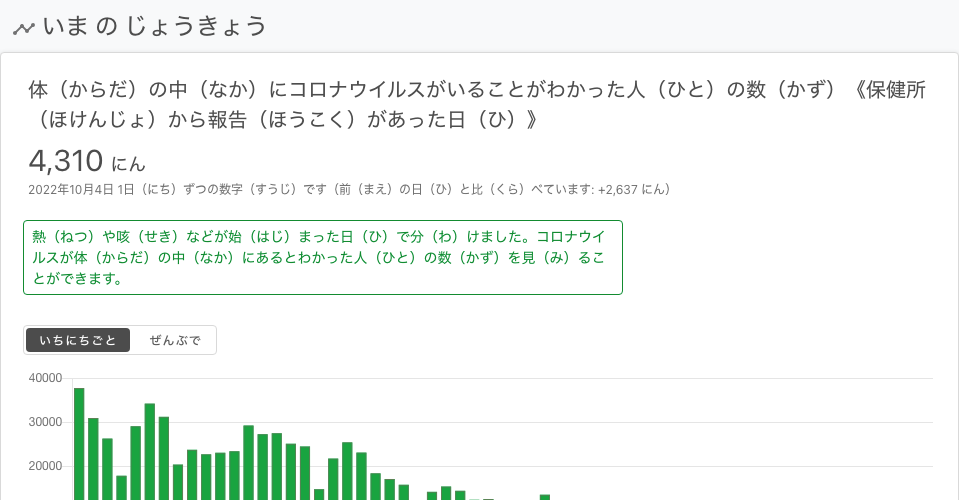 いま の じょうきょう
体（からだ）の中（なか）にコロナウイルスがいることがわかった人（ひと）の数（かず）《保健所
（ほけんじょ）から報告（ほうこく）があった日（ひ）》
4,310 にん
2022年10月4日 1日（にち）ずつの数字（すうじ）です（前（まえ）の日（ひ）と比（くら）べています: +2,637 にん）
熱（ねつ）や咳（せき）などが始（はじ）まった日（ひ）で分（わ）けました。コロナウイ
ルスが体（からだ）の中（なか）にあるとわかった人（ひと）の数（かず）を見（み）るこ
とができます。
いちにちごと ぜんぶで
40000
30000
20000